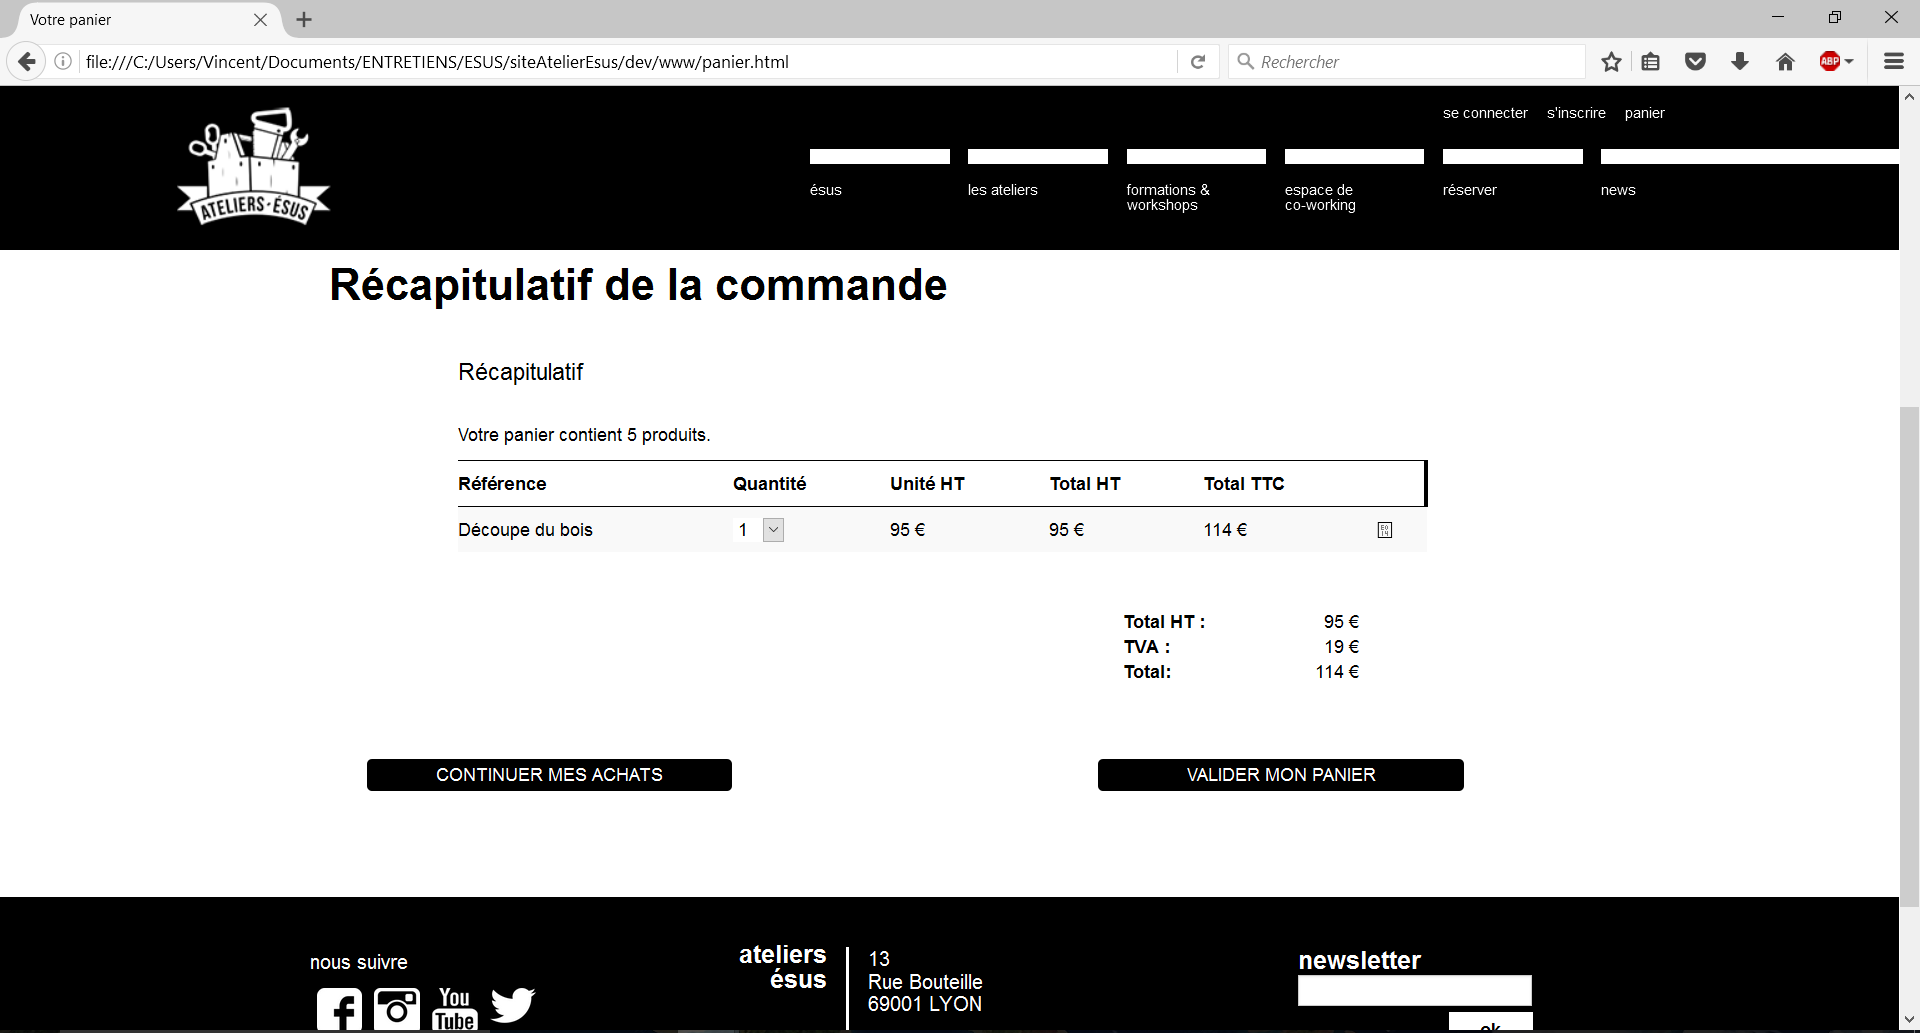 Votre panier
file:///C:/Users/Vincent/Documents/ENTRETIENS/ESUS/siteAtelierEsus/dev/www/panier.html
Rechercher
ABP
se connecter s'inscrire panier
ATELIERS·ÉSUS
ésus
les ateliers
formations &
workshops
espace de
co-working
réserver
news
Récapitulatif de la commande
Récapitulatif
Votre panier contient 5 produits.
Référence Quantité Unité HT Total HT Total TTC
Découpe du bois 1 95 € 95 € 114 €
Total HT : 95 €
TVA : 19 €
Total: 114 €
CONTINUER MES ACHATS
VALIDER MON PANIER
nous suivre
You
Tube
ateliers
ésus
13
Rue Bouteille
69001 LYON
newsletter
ok